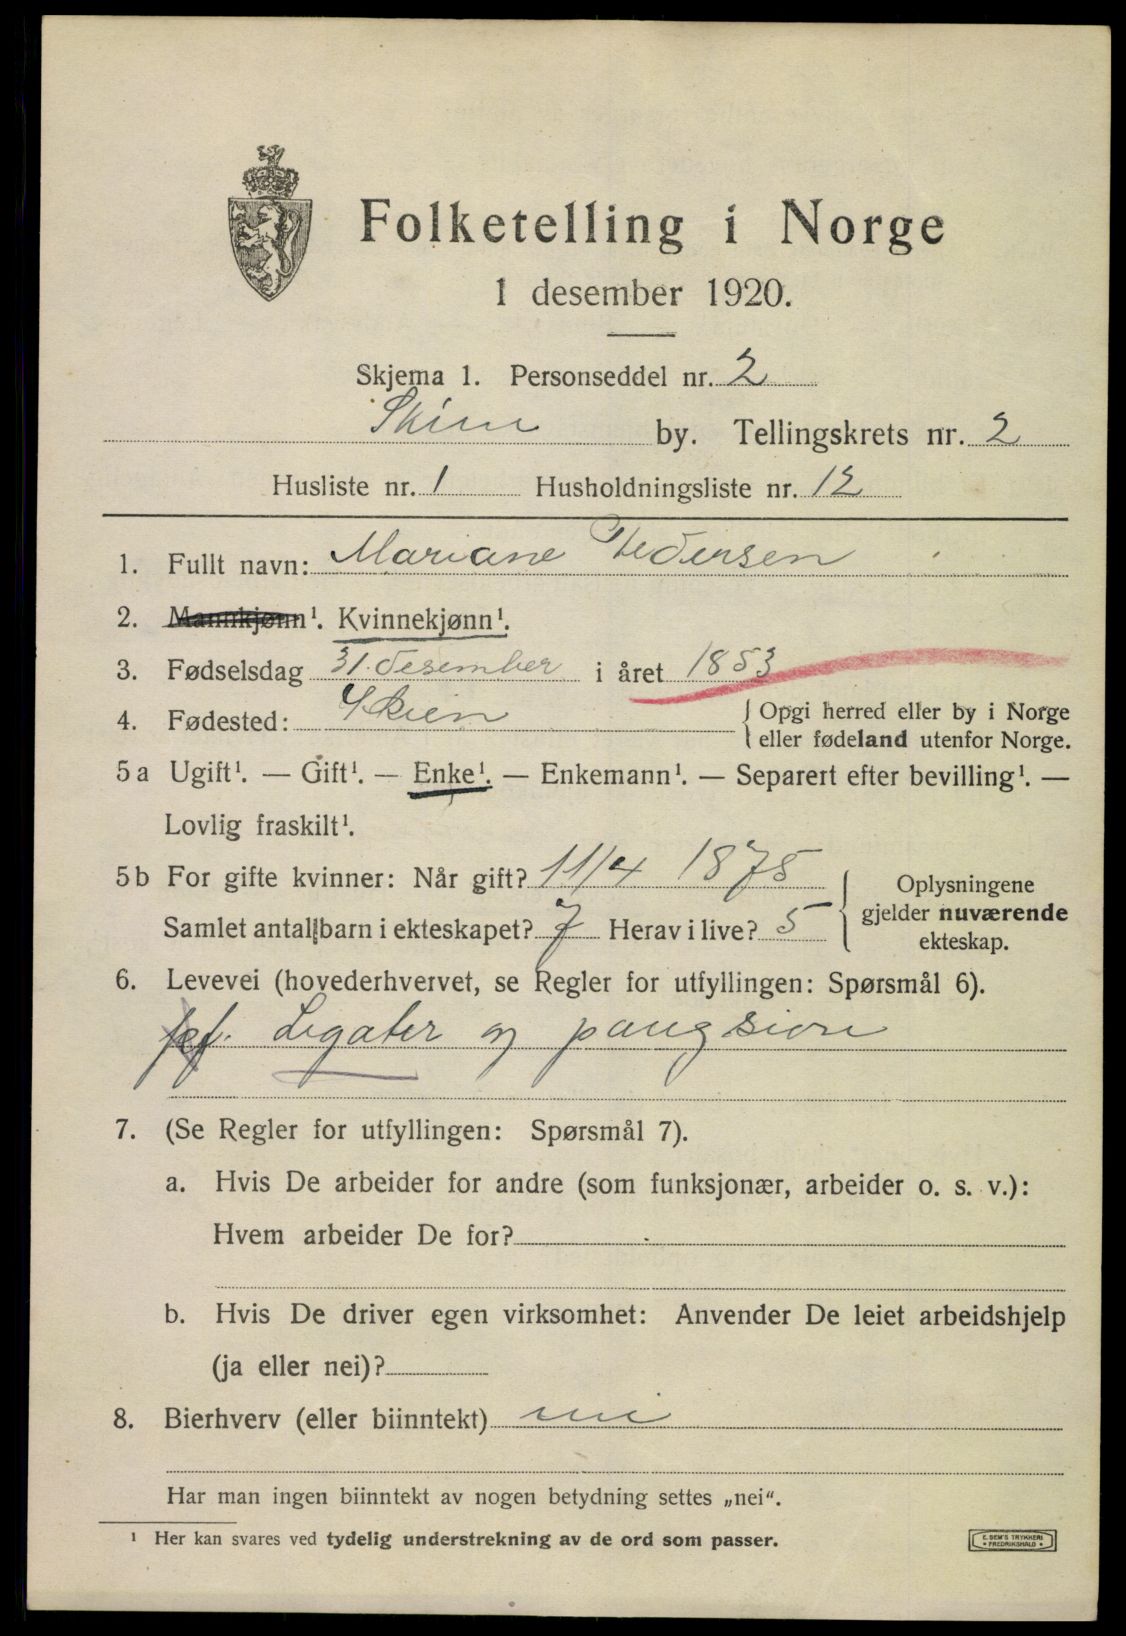 Folketelling i Norge
1 desember 1920.
Skjema 1. Personseddel nr. 2
Skien by. Tellingskrets nr. 2
Husliste nr. 1 Husholdningsliste nr. 12
1. Fullt navn: Mariane Pedersen
2. Mannkjønn¹. Kvinnekjønn¹.
3. Fødselsdag 31. desember i året 1853
4. Fødested: Skien { Opgi herred eller by i Norge
eller fødeland utenfor Norge.
5 a Ugift¹. — Gift¹. — Enke¹. — Enkemann¹. — Separert efter bevilling¹. —
Lovlig fraskilt¹.
5 b For gifte kvinner: Når gift? 11/4 1875
Samlet antal barn i ekteskapet? 7 Herav i live? 5
Oplysningene
gjelder nuværende
ekteskap.
6. Levevei (hovederhvervet, se Regler for utfyllingen: Spørsmål 6).
Legater og pangsion
7. (Se Regler for utfyllingen: Spørsmål 7).
a. Hvis De arbeider for andre (som funksjonær, arbeider o. s. v.):
Hvem arbeider De for?
b. Hvis De driver egen virksomhet: Anvender De leiet arbeidshjelp
(ja eller nei)?
8. Bierhverv (eller biinntekt) nei
Har man ingen biinntekt av nogen betydning settes „nei“.
¹ Her kan svares ved tydelig understrekning av de ord som passer.
E. SEM'S TRYKKERI
• FREDRIKSHALD •